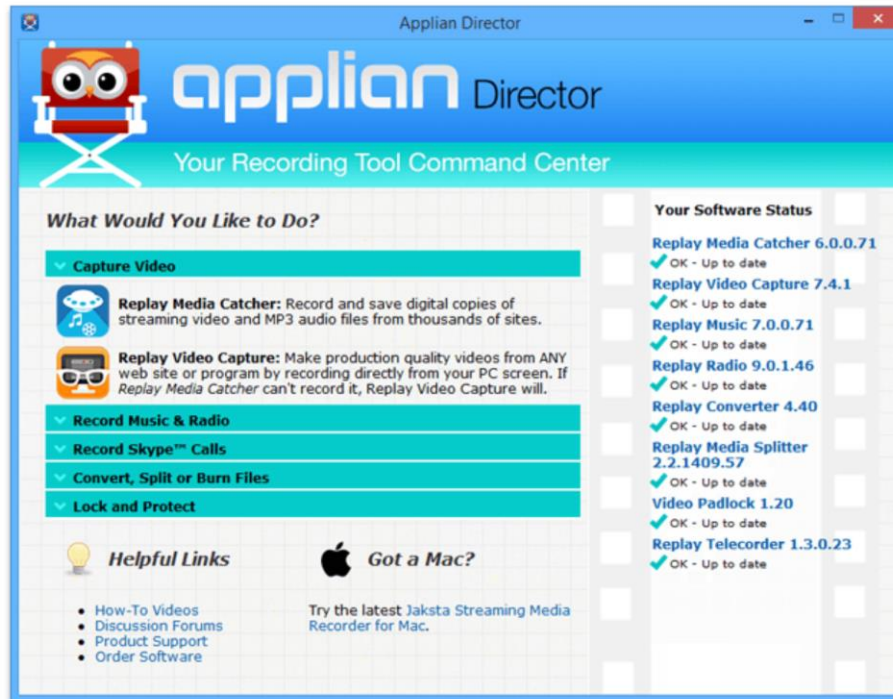 Applian Director
applian Director
Your Recording Tool Command Center
What Would You Like to Do?
Capture Video
Replay Media Catcher: Record and save digital copies of
streaming video and MP3 audio files from thousands of sites.
Replay Video Capture: Make production quality videos from ANY
web site or program by recording directly from your PC screen. If
Replay Media Catcher can't record it, Replay Video Capture will.
Record Music & Radio
Record Skype™ Calls
Convert, Split or Burn Files
Lock and Protect
Helpful Links
How-To Videos
Discussion Forums
Product Support
Order Software
Got a Mac?
Try the latest Jaksta Streaming Media
Recorder for Mac.
Your Software Status
Replay Media Catcher 6.0.0.71
OK - Up to date
Replay Video Capture 7.4.1
OK - Up to date
Replay Music 7.0.0.71
OK - Up to date
Replay Radio 9.0.1.46
OK - Up to date
Replay Converter 4.40
OK - Up to date
Replay Media Splitter
2.2.1409.57
OK - Up to date
Video Padlock 1.20
OK - Up to date
Replay Telecorder 1.3.0.23
OK - Up to date